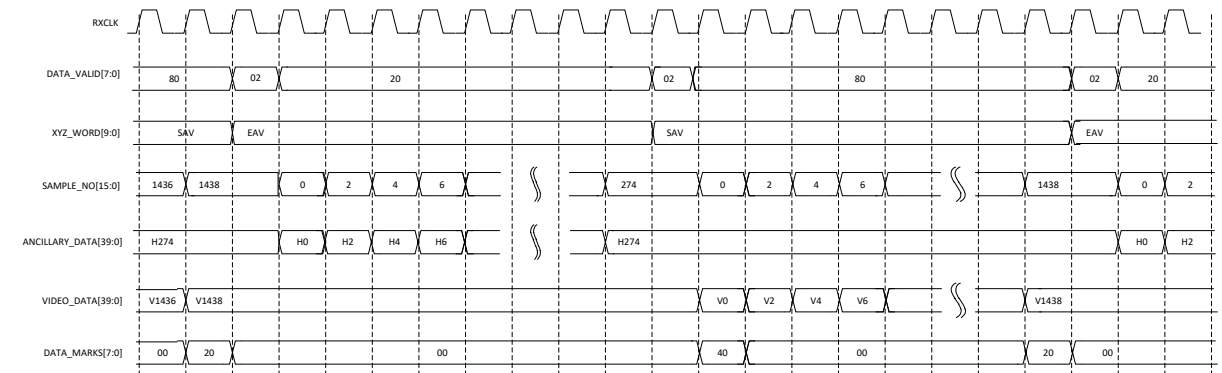 RXCLK
DATA_VALID[7:0] 80 02 20 02 80 02 20
XYZ_WORD[9:0] SAV EAV SAV EAV
SAMPLE_NO[15:0] 1436 1438 0 2 4 6 274 0 2 4 6 1438 0 2
ANCILLARY_DATA[39:0] H274 H0 H2 H4 H6 H274 H0 H2
VIDEO_DATA[39:0] V1436 V1438 V0 V2 V4 V6 V1438
DATA_MARKS[7:0] 00 20 00 40 00 20 00